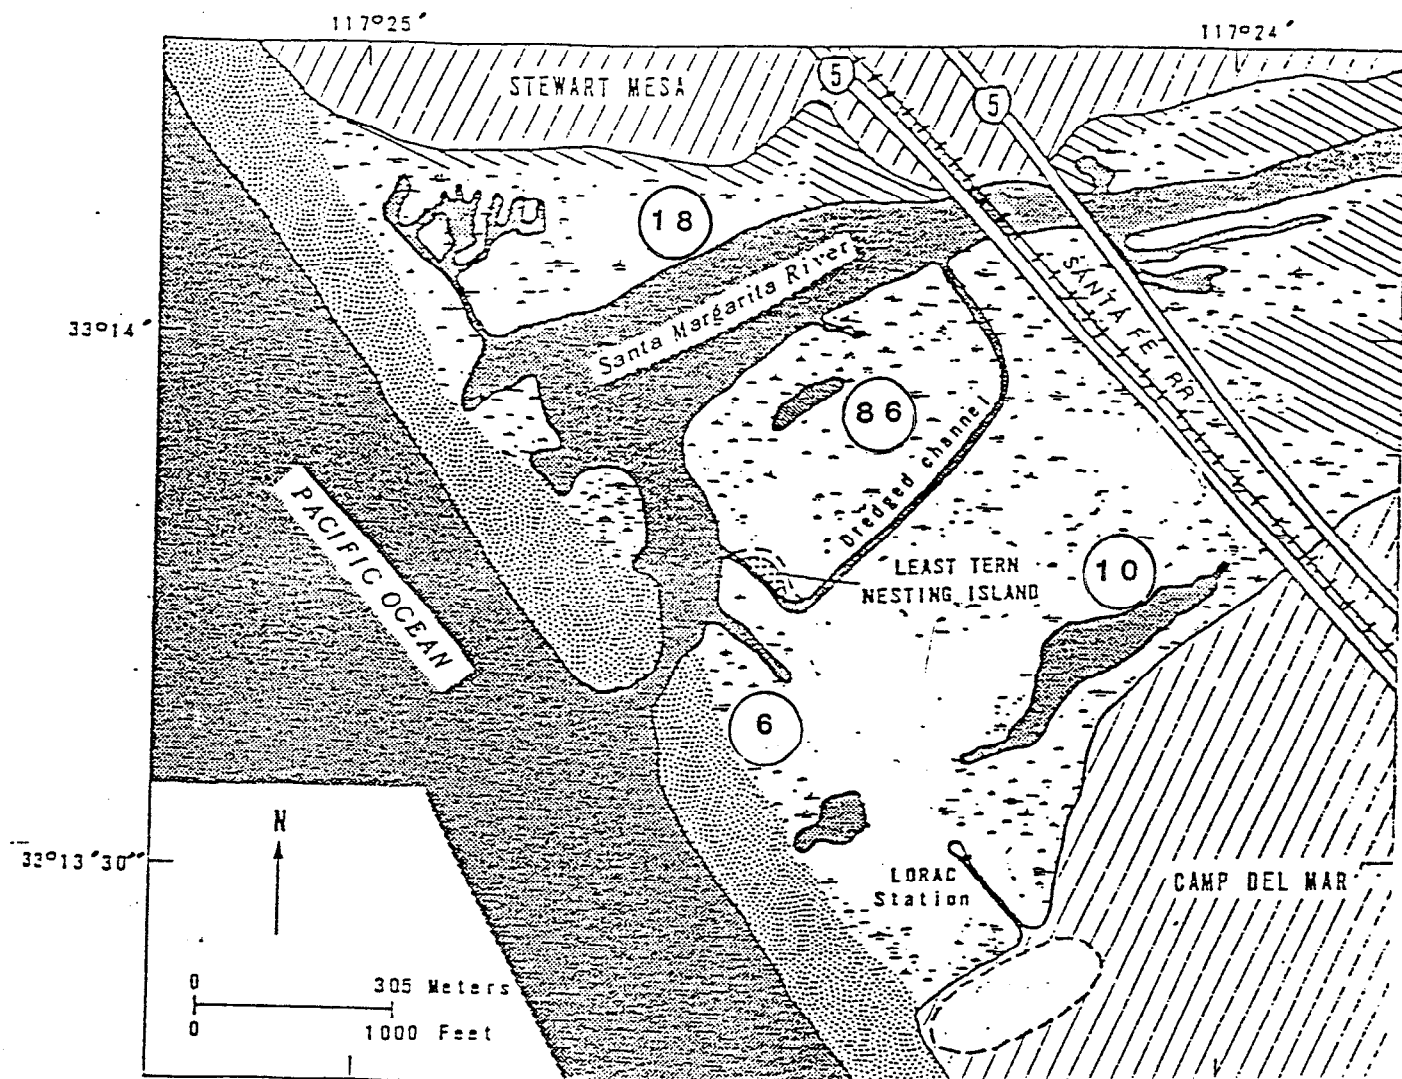 117°25′
117°24′
STEWART MESA
5
5
18
Santa Margarita River
SANTA FE RR
33°14′
86
Dredged channel
PACIFIC OCEAN
LEAST TERN
NESTING ISLAND
10
6
N
33°13′30″
LORAC
Station
CAMP DEL MAR
0
305 Meters
0
1000 Feet